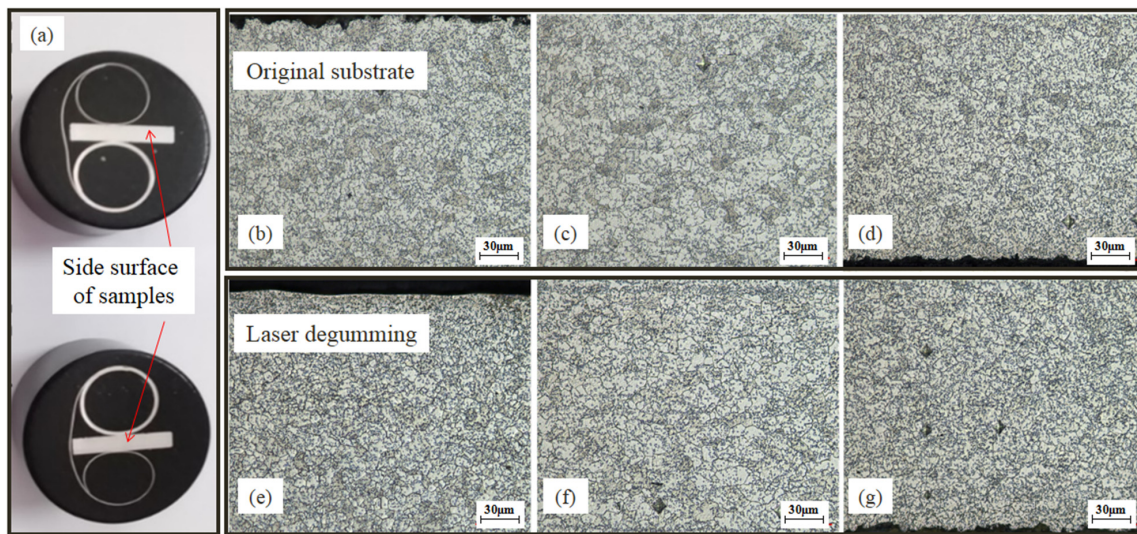 (a)
Side surface
of samples
Original substrate
(b)
30μm
(c)
30μm
(d)
30μm
Laser degumming
(e)
30μm
(f)
30μm
(g)
30μm